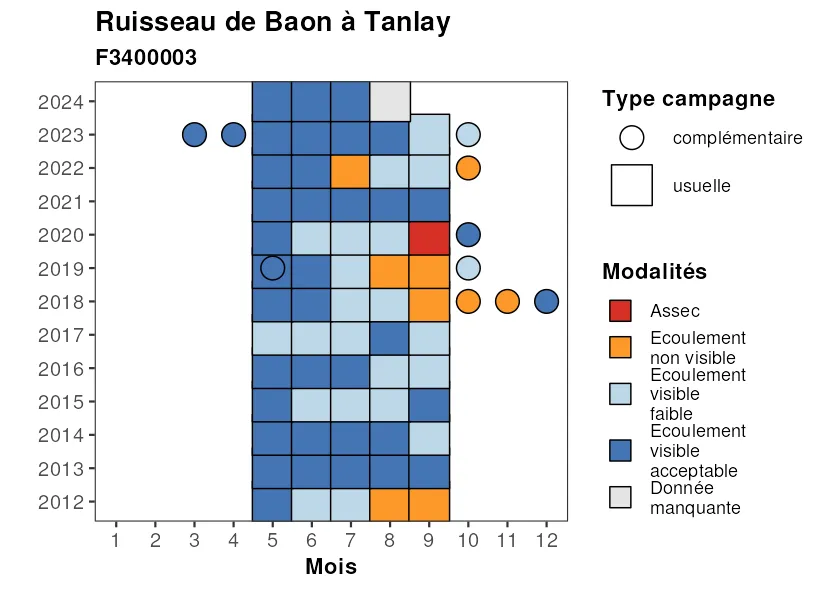 Ruisseau de Baon à Tanlay
F3400003
2024
2023
2022
2021
2020
2019
2018
2017
2016
2015
2014
2013
2012
1 2 3 4 5 6 7 8 9 10 11 12
Mois
Type campagne
complémentaire
usuelle
Modalités
Assec
Ecoulement
non visible
Ecoulement
visible
faible
Ecoulement
visible
acceptable
Donnée
manquante